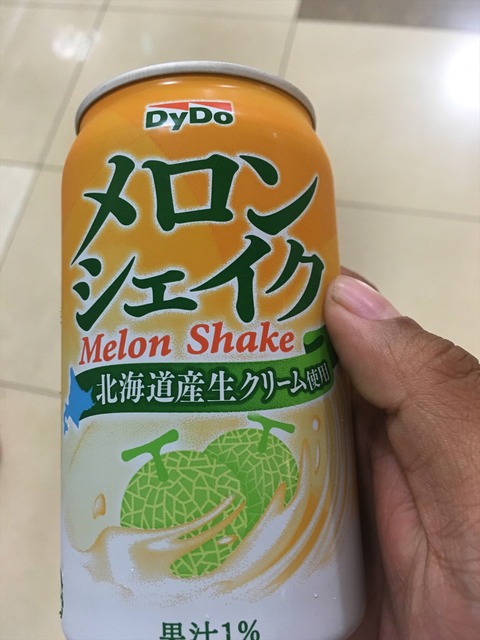 DyDo
メロン
シェイク
Melon Shake
北海道産生クリーム使用
果汁1%